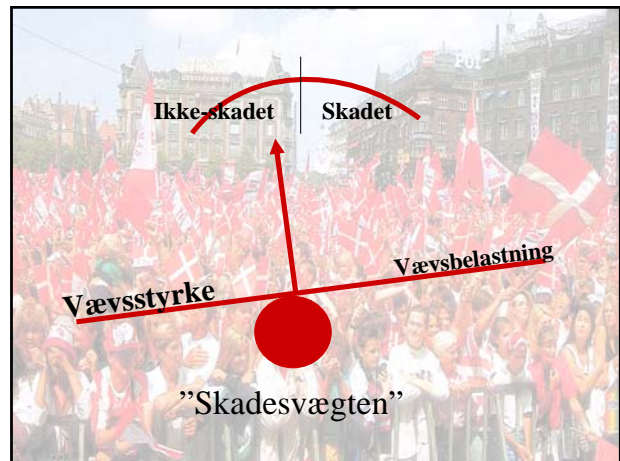 Ikke-skadet Skadet
Vævsbelastning
Vævsstyrke
”Skadesvægten”